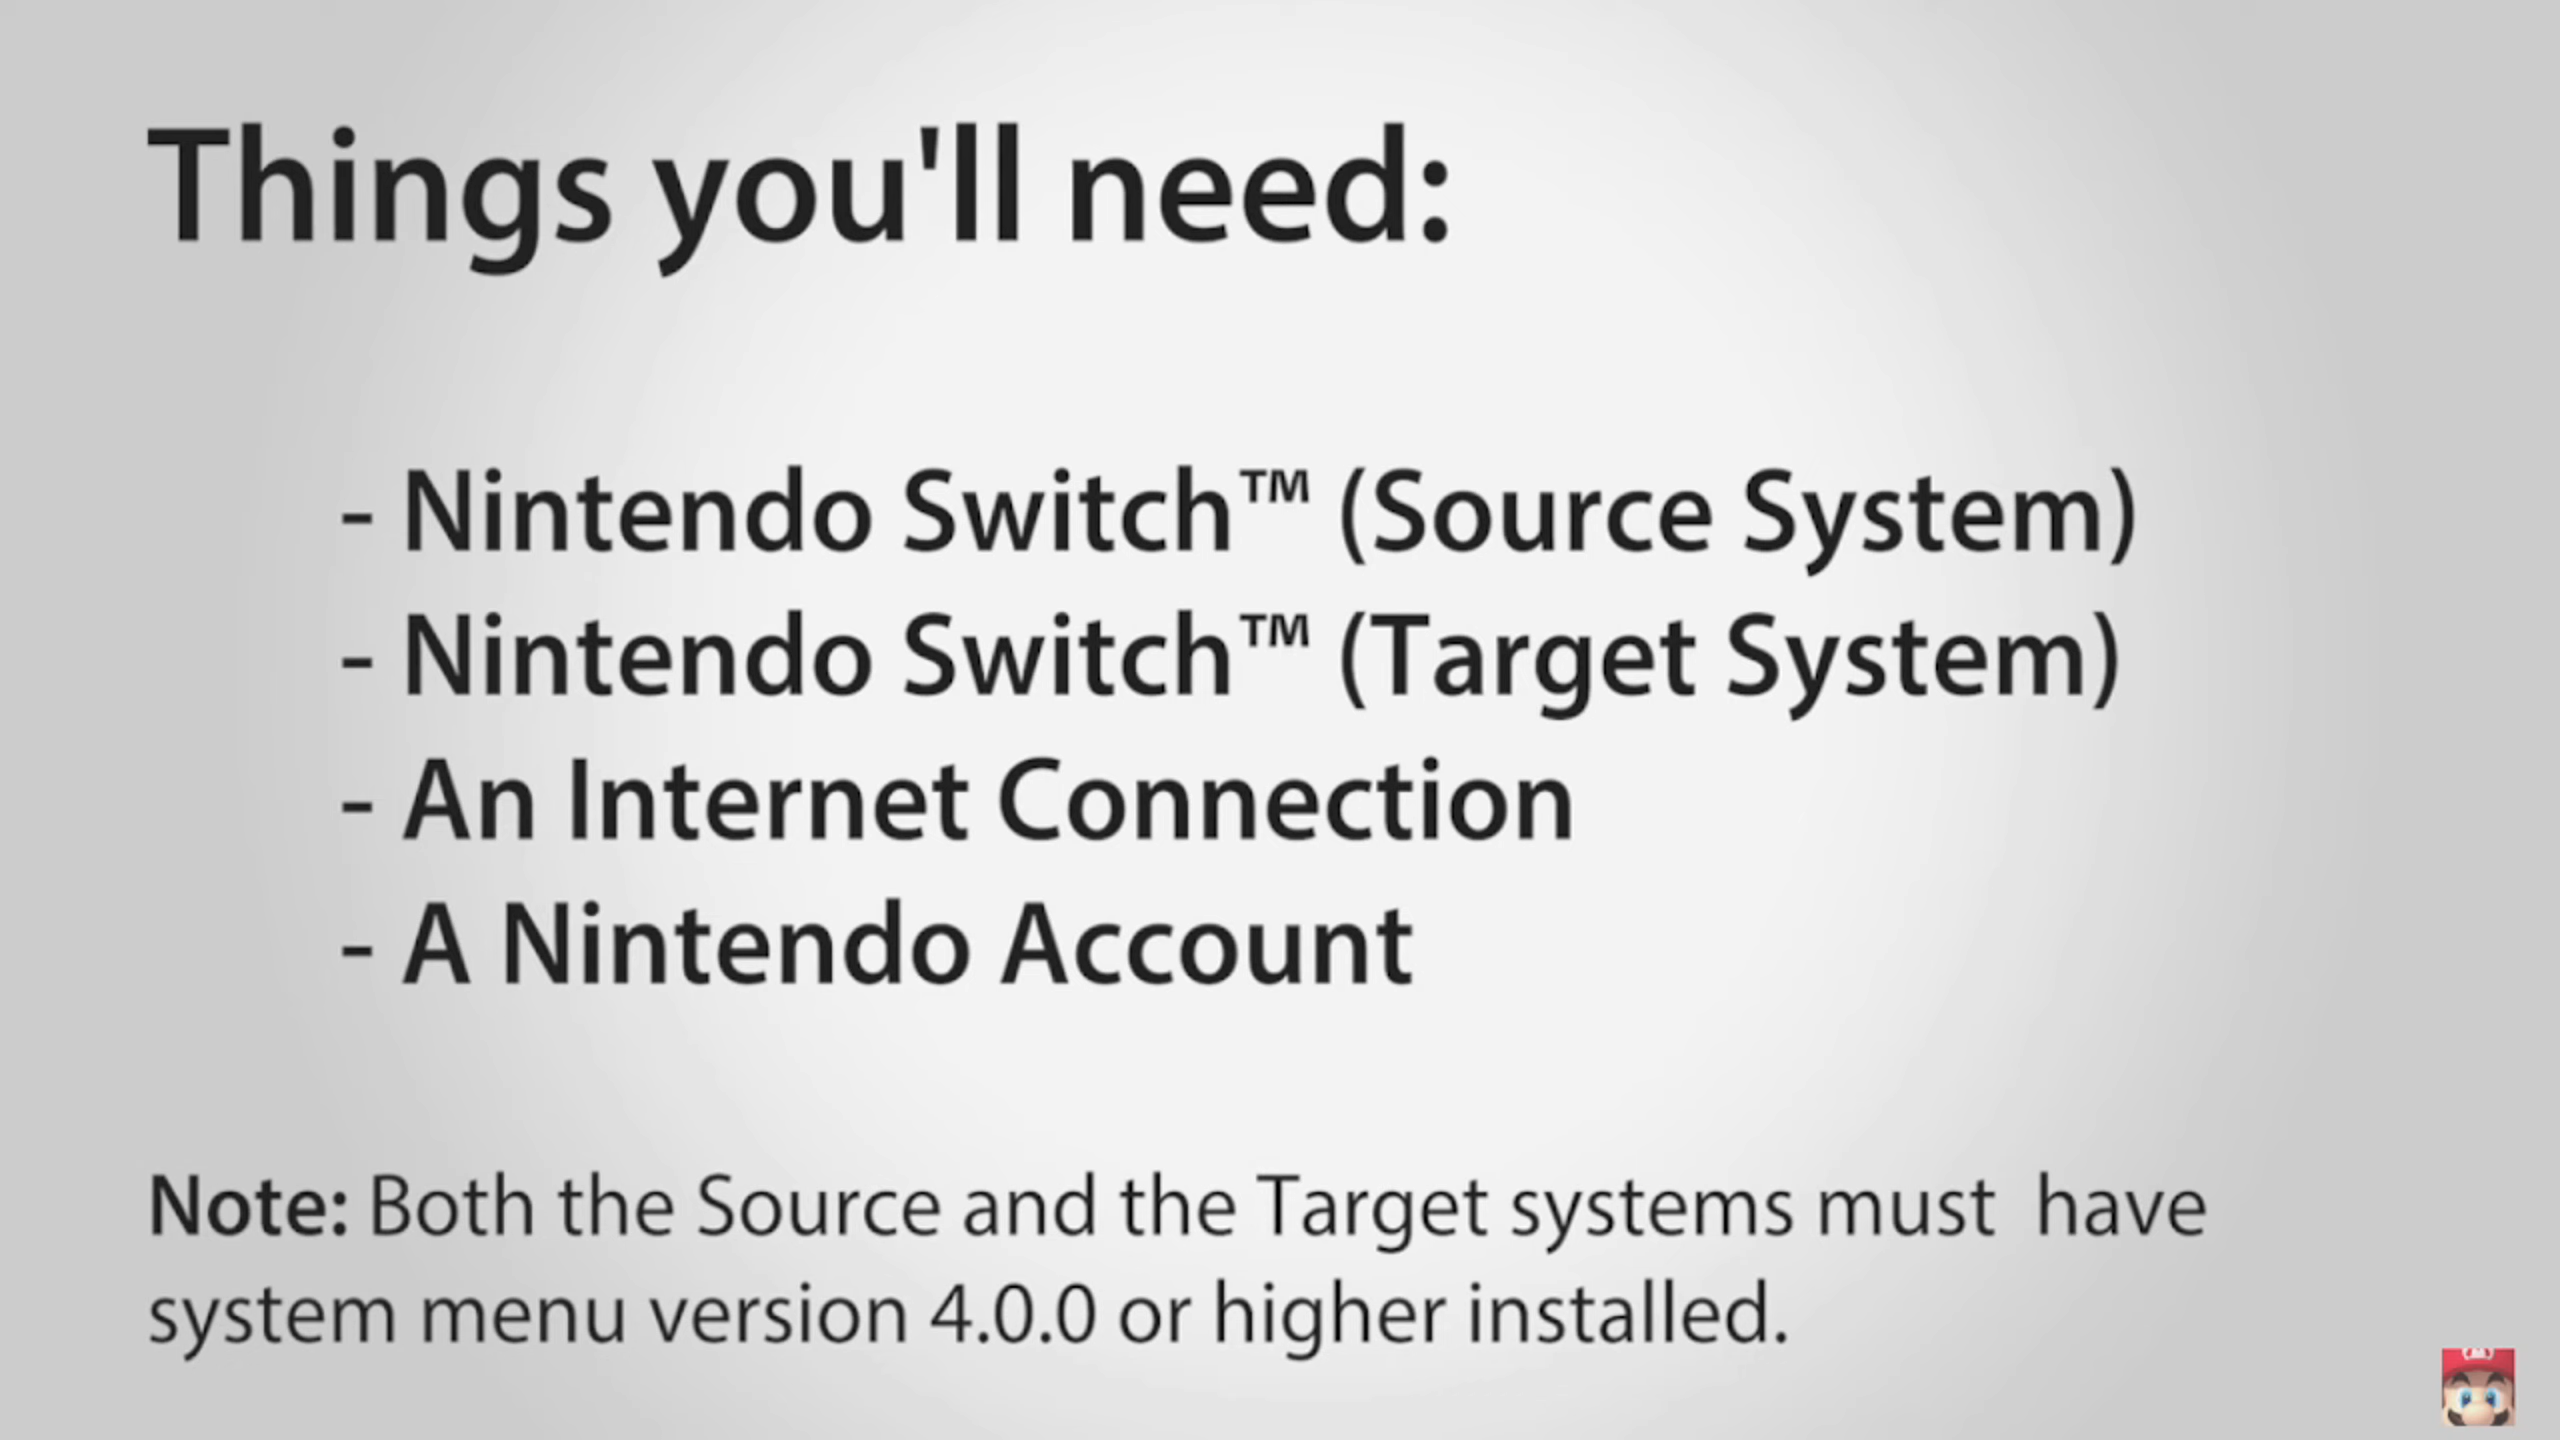 Things you'll need:
- Nintendo Switch™ (Source System)
- Nintendo Switch™ (Target System)
- An Internet Connection
- A Nintendo Account
Note: Both the Source and the Target systems must  have
system menu version 4.0.0 or higher installed.